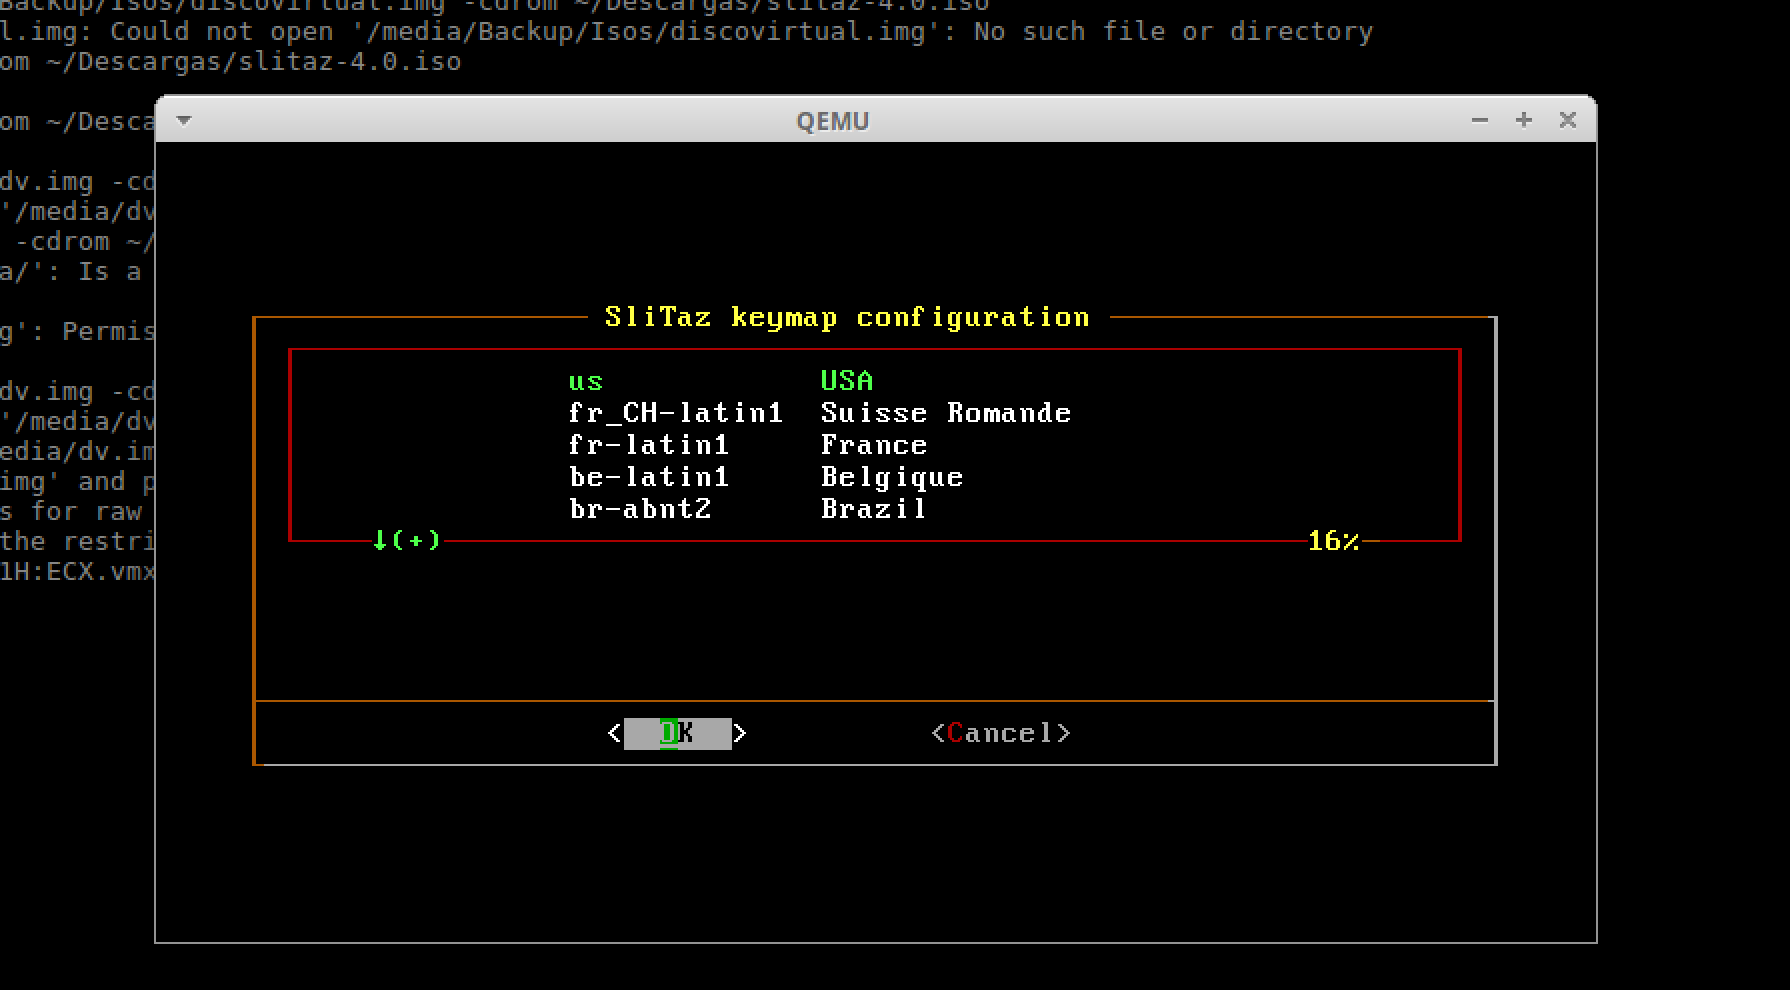 Backup/Isos/discovirtual.img -cdrom ~/Descargas/slitaz-4.0.iso
l.img: Could not open '/media/Backup/Isos/discovirtual.img': No such file or directory
om ~/Descargas/slitaz-4.0.iso
om ~/Desca
dv.img -cd
'/media/dv
-cdrom ~/
a/': Is a
g': Permis
dv.img -cd
'/media/dv
edia/dv.im
img' and p
s for raw
the restri
1H:ECX.vmx
QEMU
SliTaz keymap configuration
us USA
fr_CH-latin1 Suisse Romande
fr-latin1 France
be-latin1 Belgique
br-abnt2 Brazil
↓(+) 16%
< OK > <Cancel>